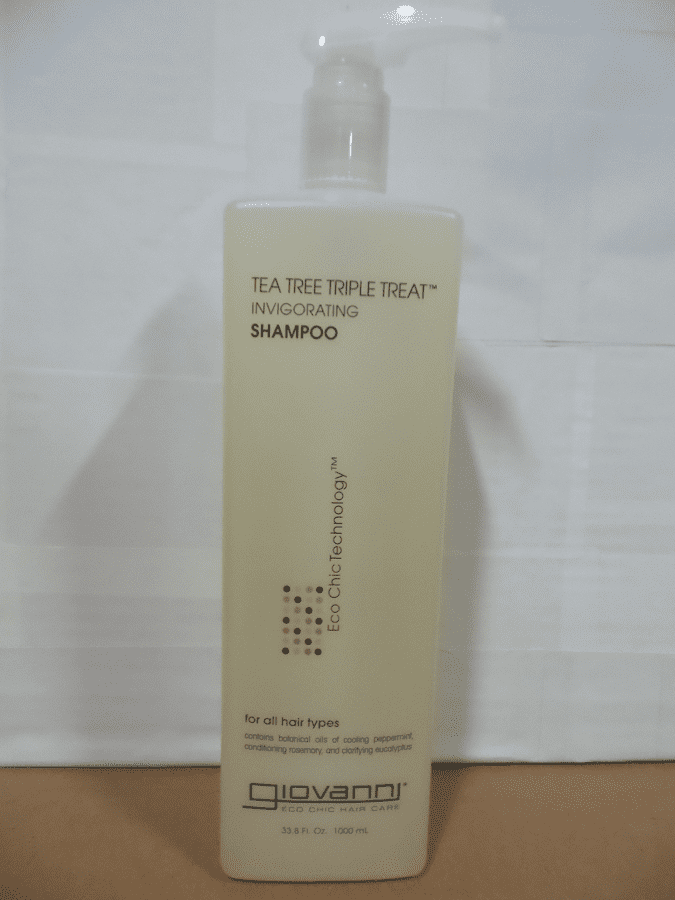 TEA TREE TRIPLE TREAT™
INVIGORATING
SHAMPOO
Eco Chic Technology™
for all hair types
contains botanical oils of cooling peppermint,
conditioning rosemary, and clarifying eucalyptus
giovanni®
ECO CHIC HAIR CARE
33.8 Fl. Oz. 1000 mL